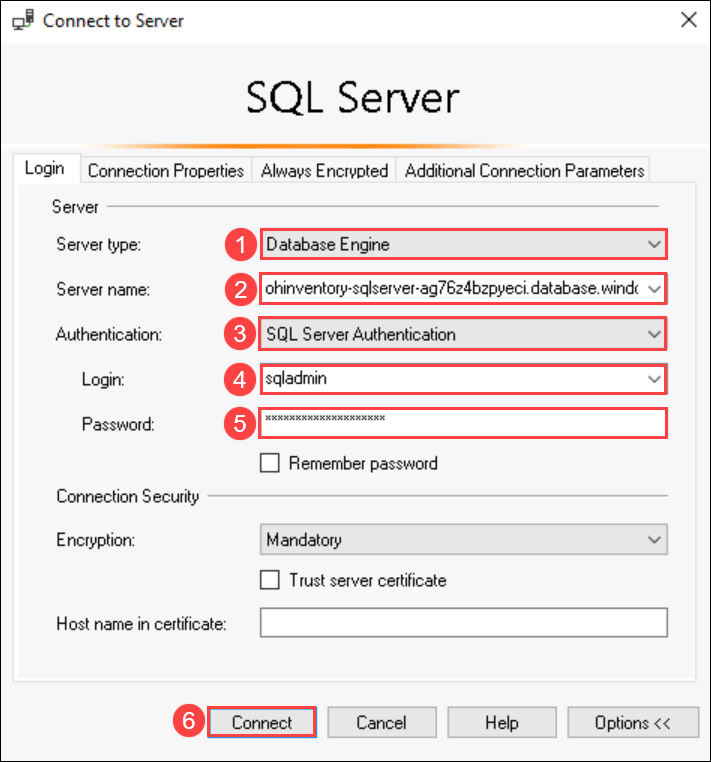 Connect to Server
SQL Server
Login Connection Properties Always Encrypted Additional Connection Parameters
Server
Server type: 1 Database Engine
Server name: 2 ohinventory-sqlserver-ag76z4bzpyeci.database.windo
Authentication: 3 SQL Server Authentication
Login: 4 sqladmin
Password: 5 ********************
Remember password
Connection Security
Encryption: Mandatory
Trust server certificate
Host name in certificate:
6 Connect Cancel Help Options <<